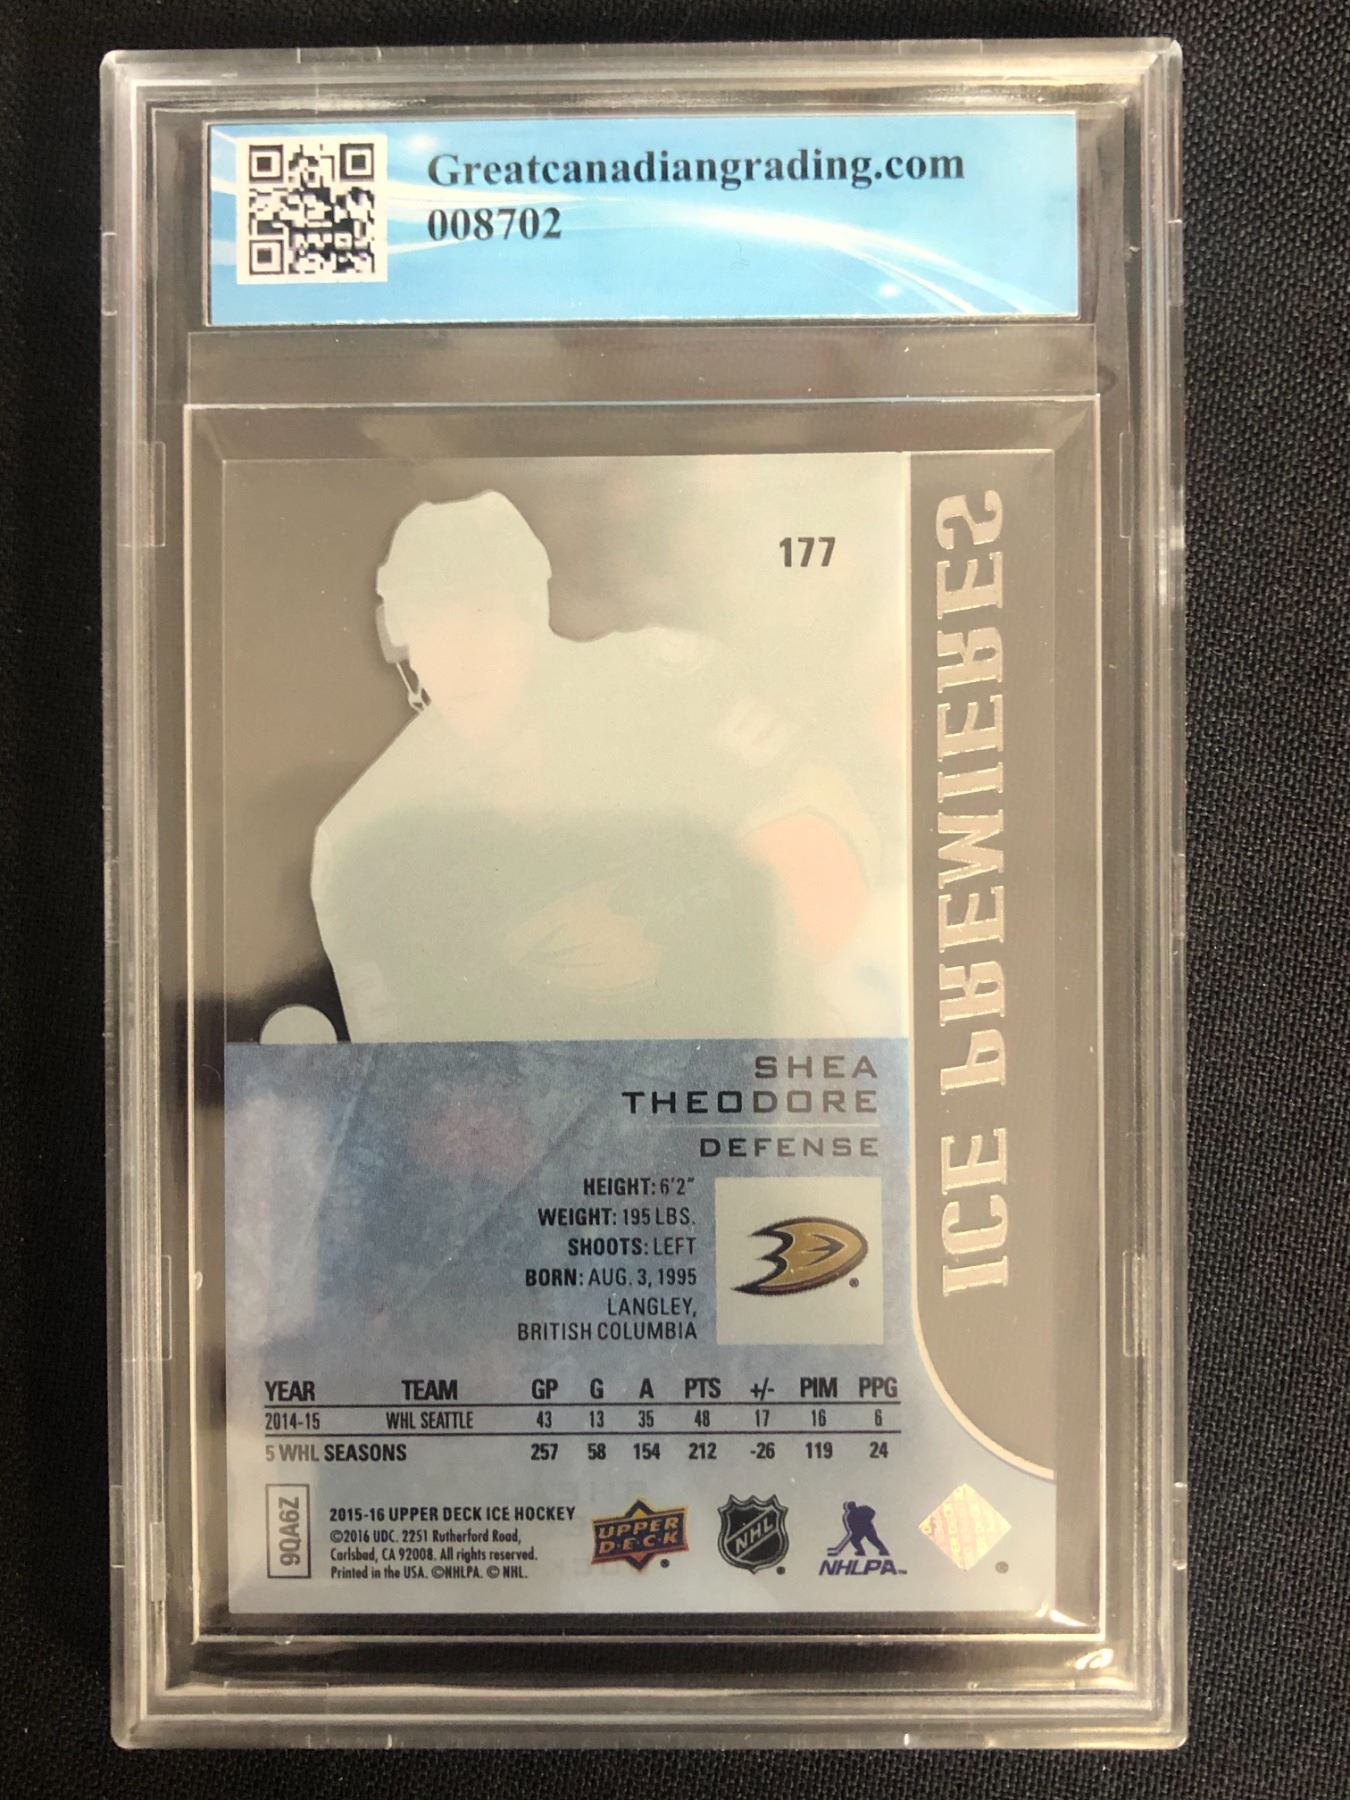 Greatcanadiangrading.com
008702
177
ICE PREMIERES
SHEA
THEODORE
DEFENSE
HEIGHT: 6'2"
WEIGHT: 195 LBS.
SHOOTS: LEFT
BORN: AUG. 3, 1995
LANGLEY,
BRITISH COLUMBIA
YEAR TEAM GP G A PTS +/- PIM PPG
2014-15 WHL SEATTLE 43 13 35 48 17 16 6
5 WHL SEASONS 257 58 154 212 -26 119 24
9QA6Z
2015-16 UPPER DECK ICE HOCKEY
©2016 UDC. 2251 Rutherford Road,
Carlsbad, CA 92008. All rights reserved.
Printed in the USA. ©NHLPA. © NHL.
UPPER
DECK
NHL
NHLPA